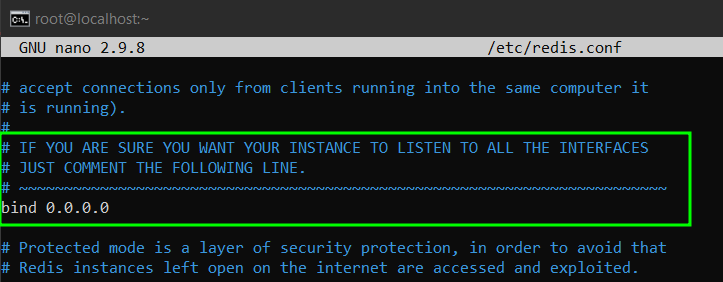 root@localhost:~
GNU nano 2.9.8 /etc/redis.conf
# accept connections only from clients running into the same computer it
# is running).
#
# IF YOU ARE SURE YOU WANT YOUR INSTANCE TO LISTEN TO ALL THE INTERFACES
# JUST COMMENT THE FOLLOWING LINE.
# ~~~~~~~~~~~~~~~~~~~~~~~~~~~~~~~~~~~~~~~~~~~~~~~~~~~~~~~~~~~~~~~~~~~~~~~~
bind 0.0.0.0
# Protected mode is a layer of security protection, in order to avoid that
# Redis instances left open on the internet are accessed and exploited.